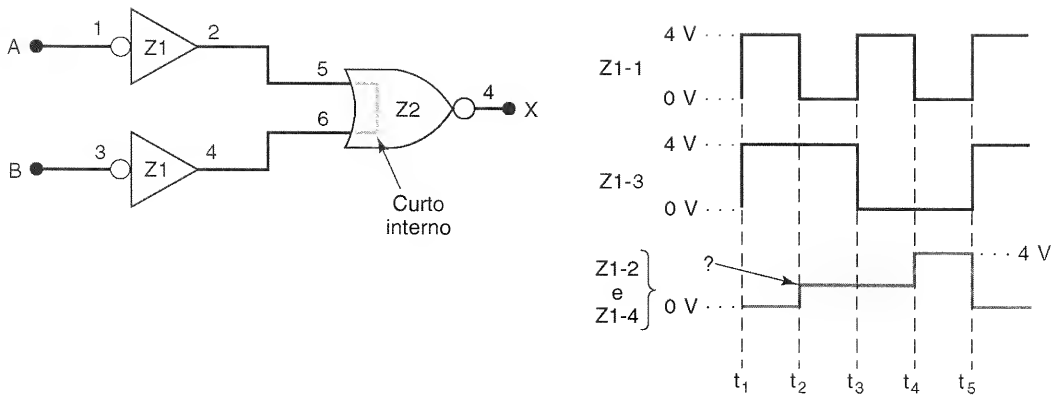 A
1
Z1
2
5
6
Z2
4
X
B
3
Z1
4
Curto
interno
4 V
Z1-1
0 V
4 V
Z1-3
0 V
?
4 V
Z1-2
e
Z1-4
0 V
t1
t2
t3
t4
t5